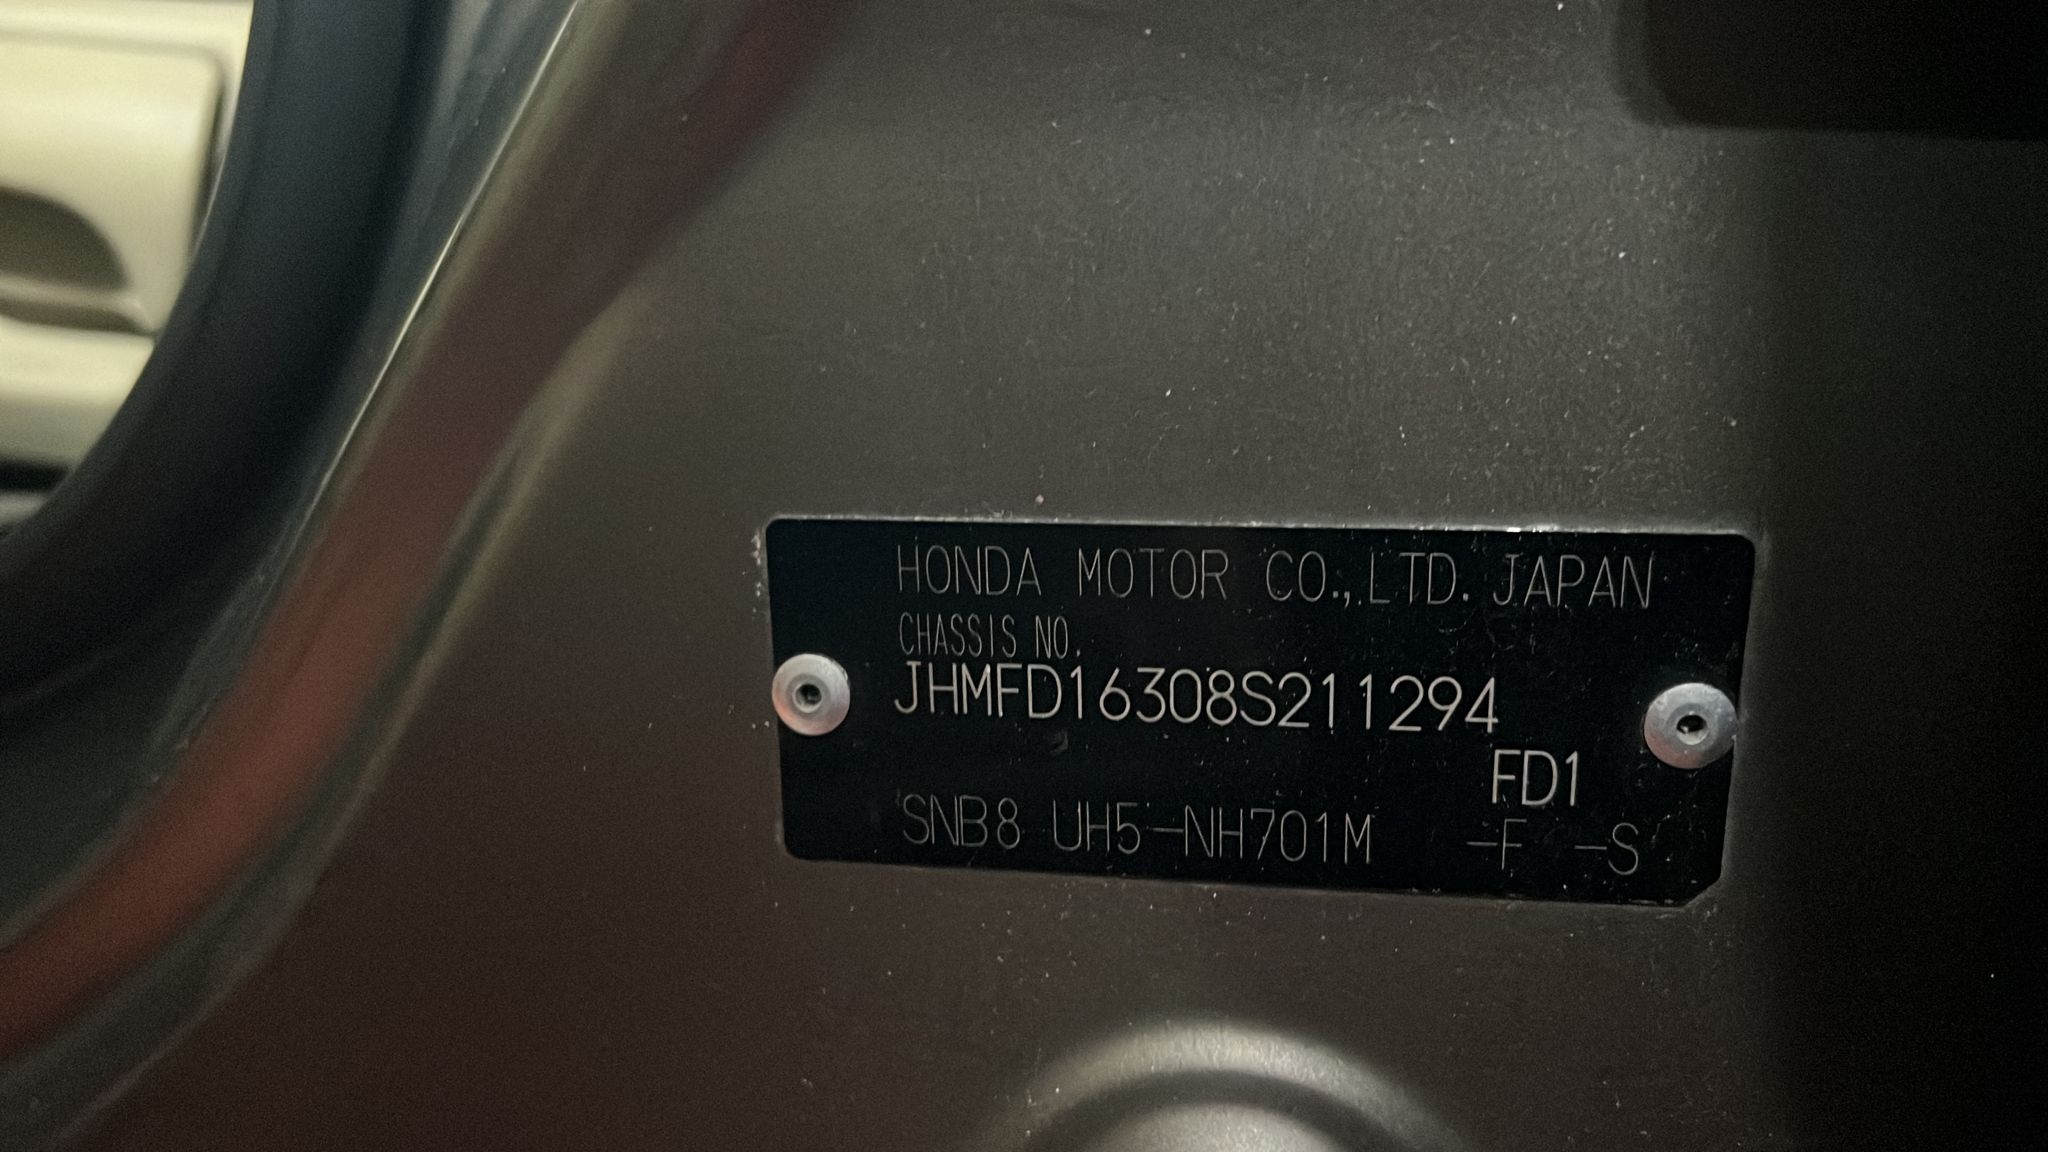 HONDA MOTOR CO.,LTD. JAPAN
CHASSIS NO.
JHMFD16308S211294
FD1
SNB8 UH5-NH701M -F -S